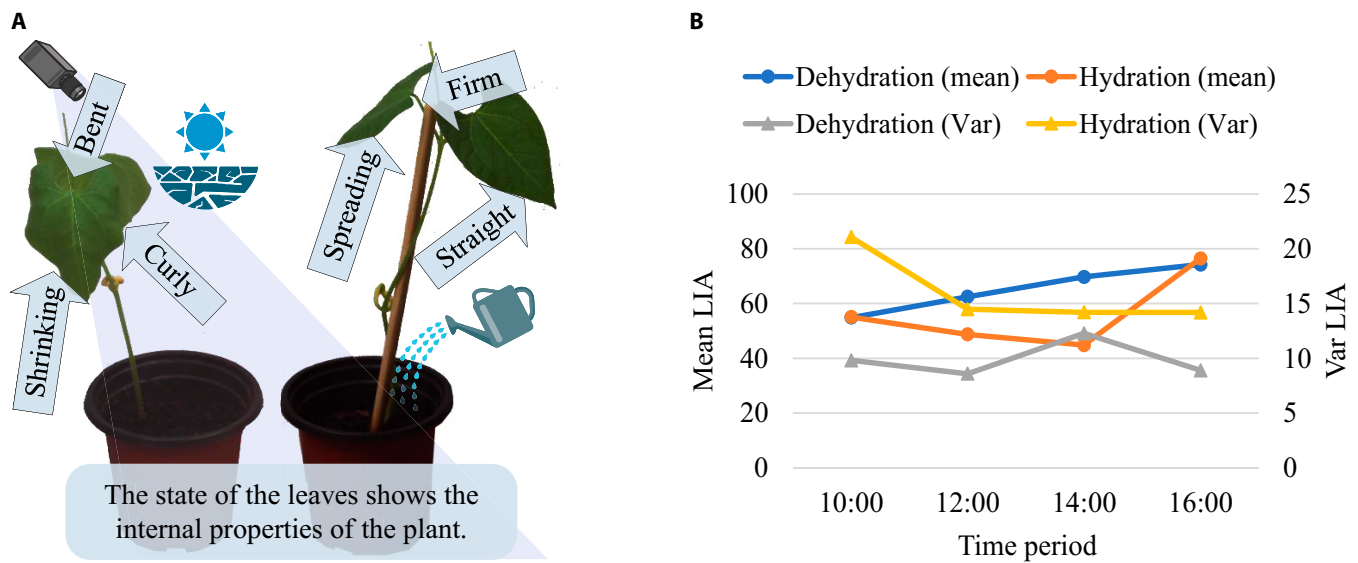 A
Bent
Firm
Spreading
Straight
Curly
Shrinking
The state of the leaves shows the
internal properties of the plant.
B
Dehydration (mean) Hydration (mean)
Dehydration (Var) Hydration (Var)
100 25
80 20
60 15
40 10
20 5
0 0
Mean LIA
Var LIA
10:00 12:00 14:00 16:00
Time period